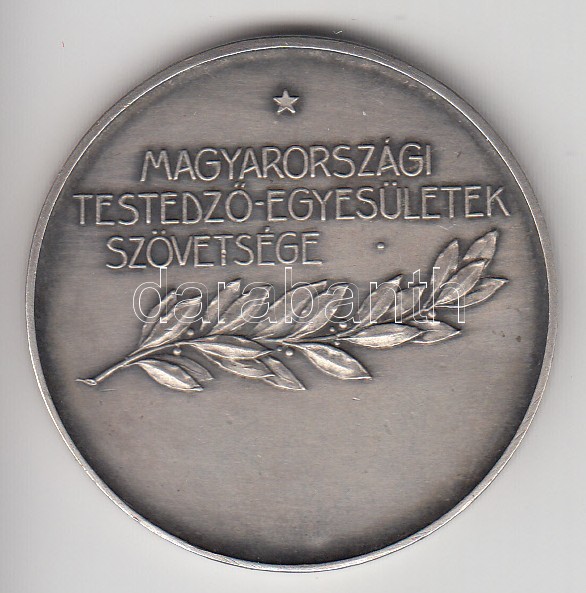 MAGYARORSZÁGI
TESTEDZŐ-EGYESÜLETEK
SZÖVETSÉGE
darabanth